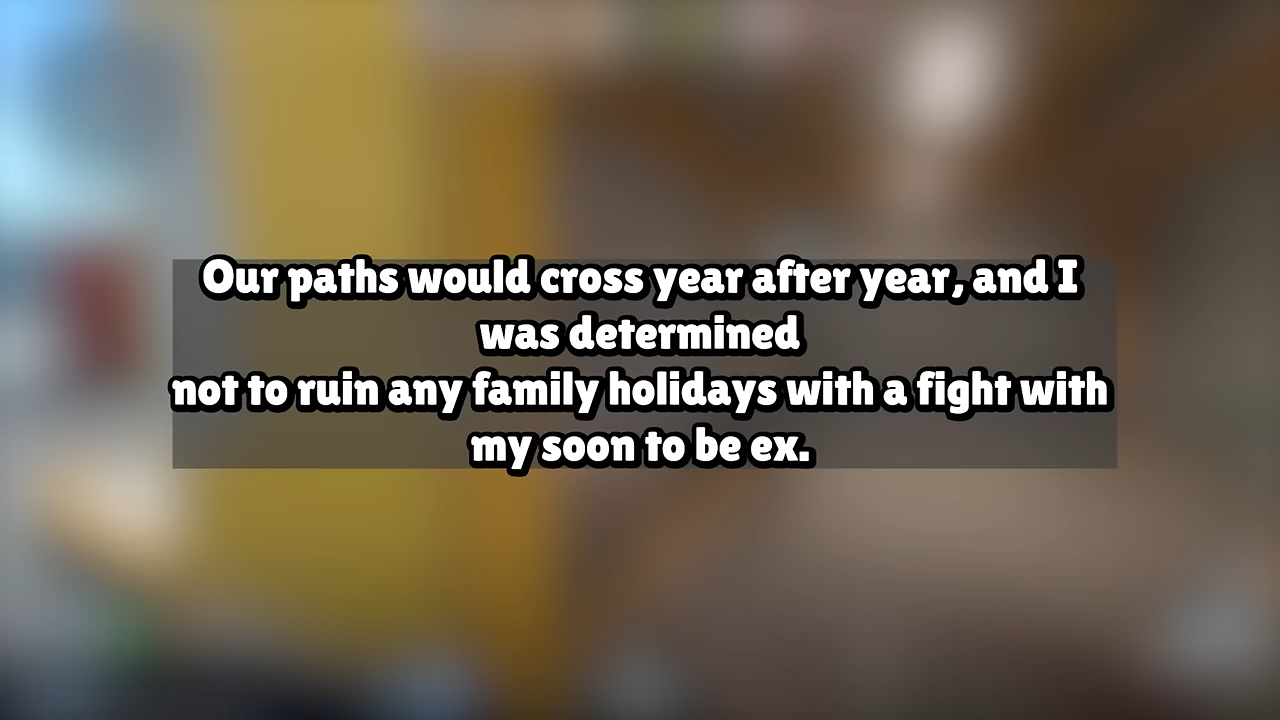 Our paths would cross year after year, and I
was determined
not to ruin any family holidays with a fight with
my soon to be ex.